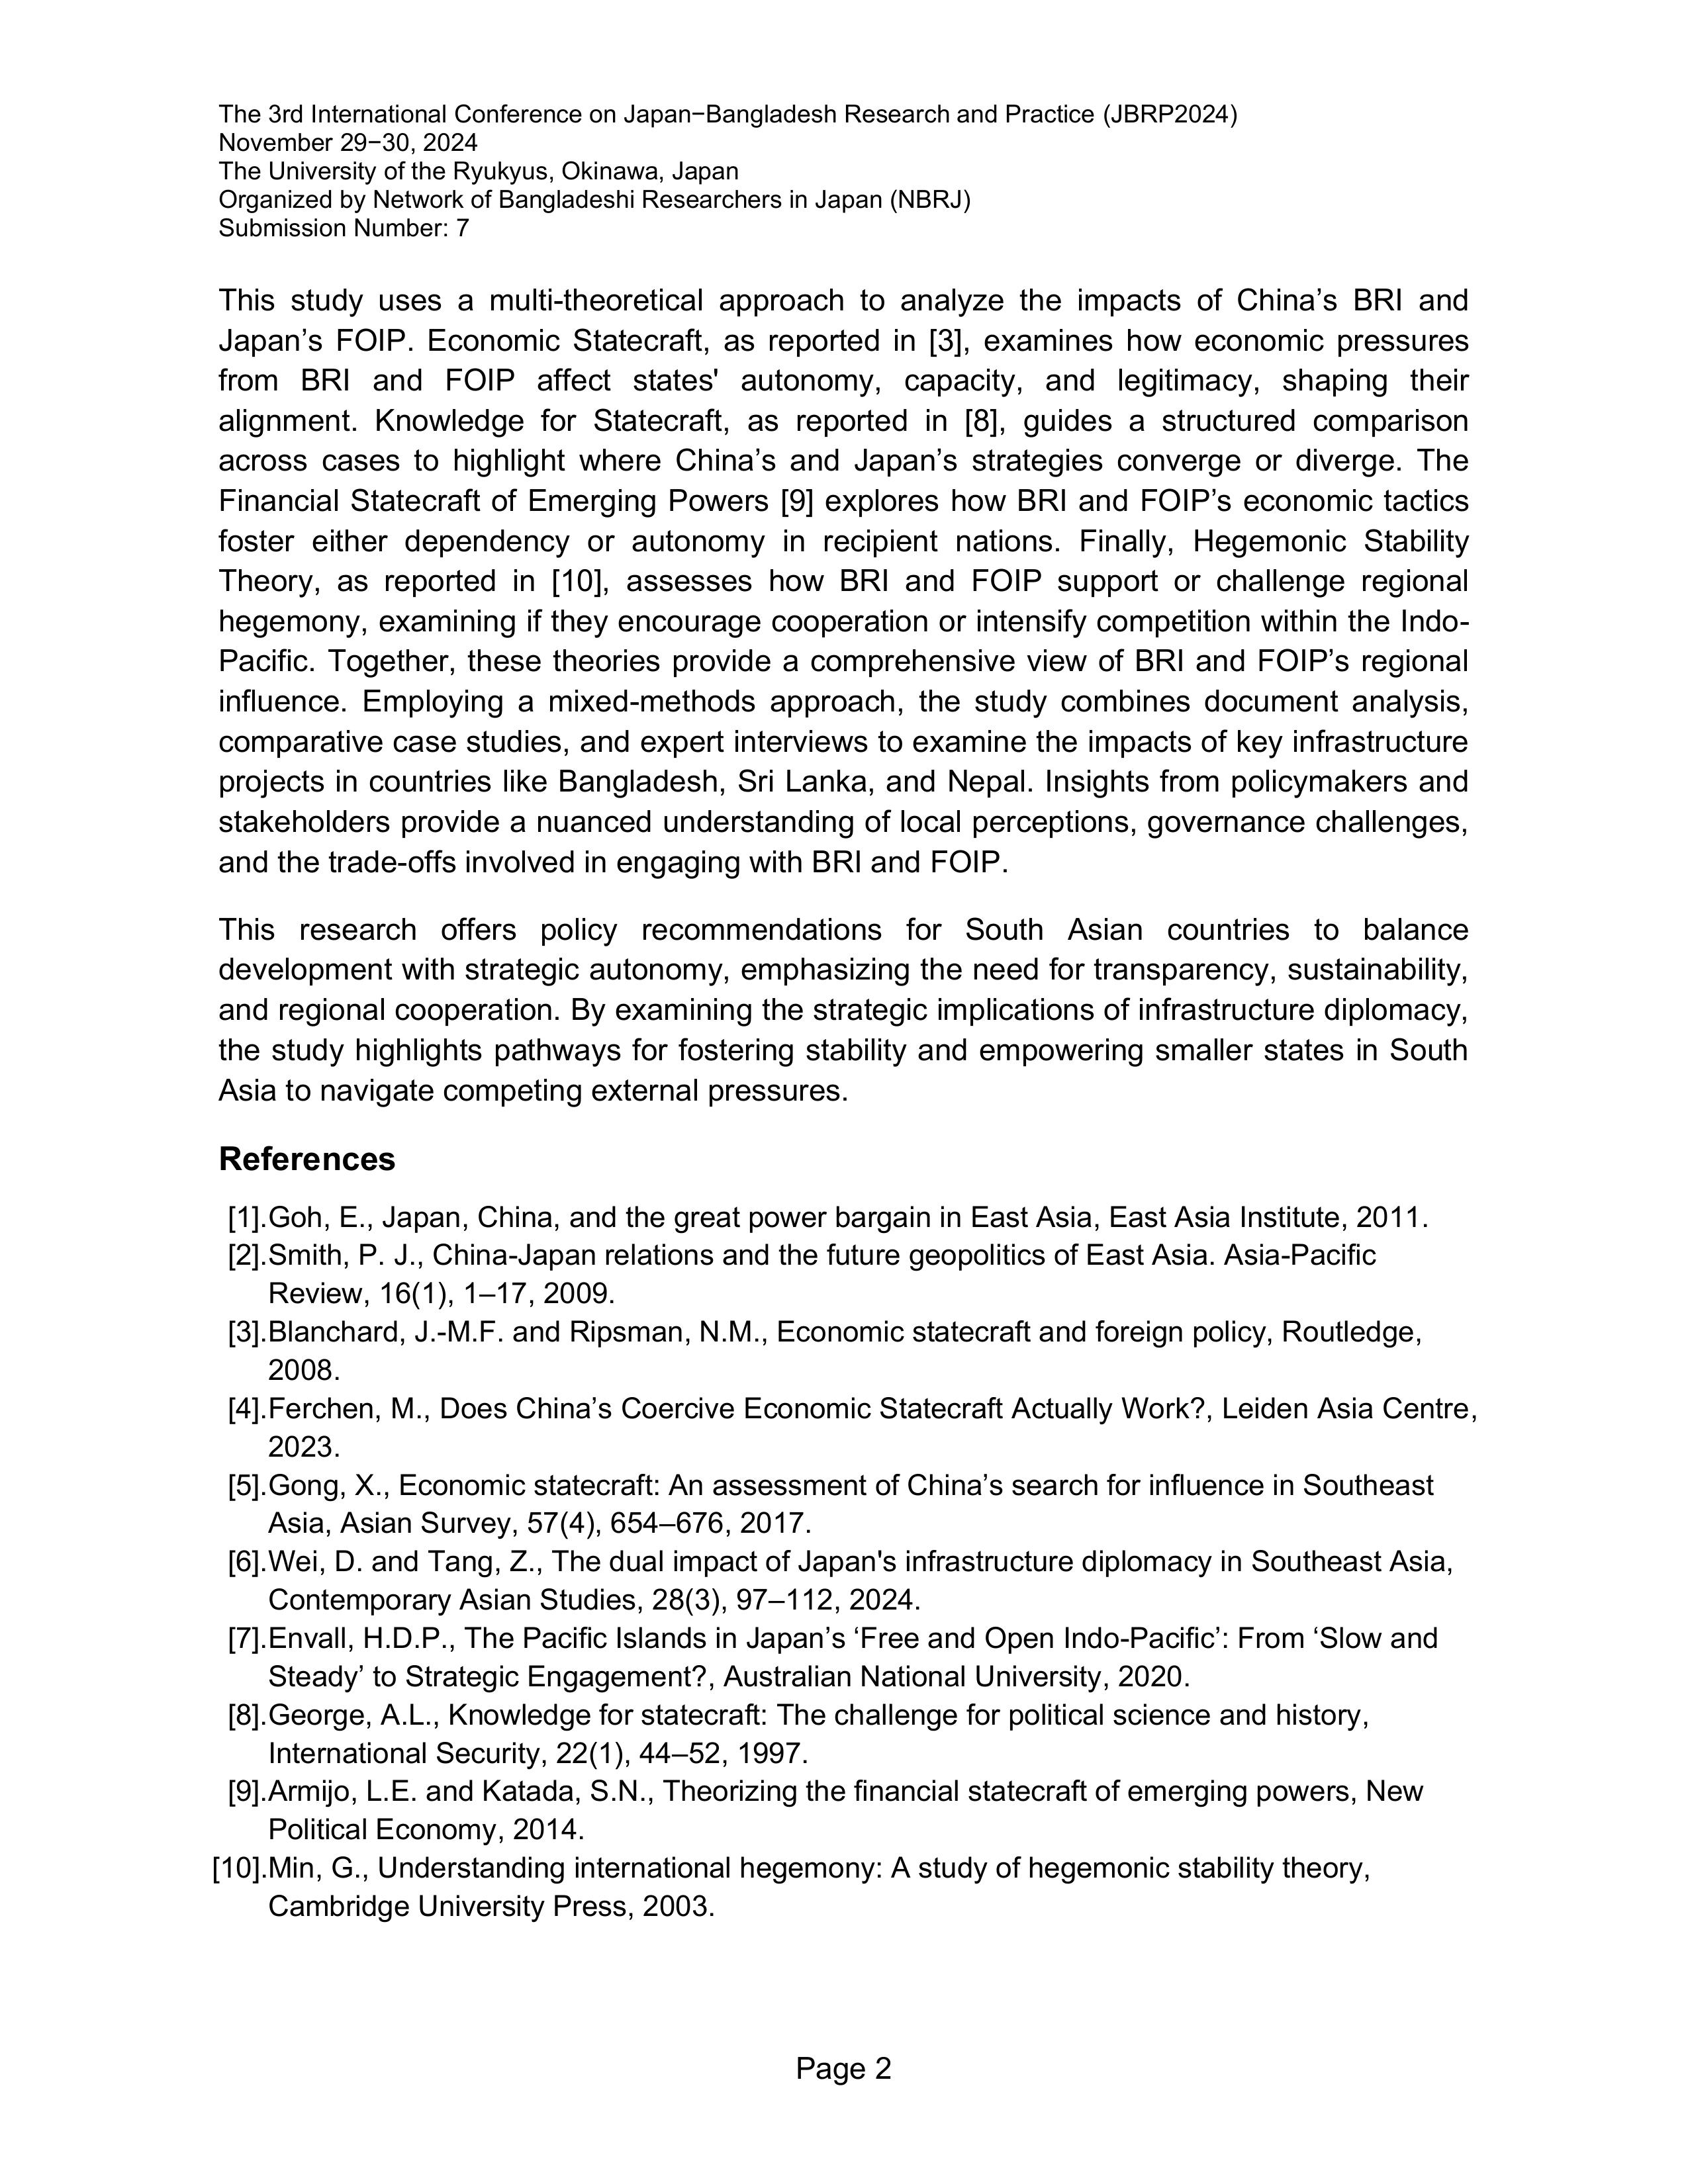 The 3rd International Conference on Japan−Bangladesh Research and Practice (JBRP2024)
November 29−30, 2024
The University of the Ryukyus, Okinawa, Japan
Organized by Network of Bangladeshi Researchers in Japan (NBRJ)
Submission Number: 7
This study uses a multi-theoretical approach to analyze the impacts of China’s BRI and
Japan’s FOIP. Economic Statecraft, as reported in [3], examines how economic pressures
from BRI and FOIP affect states' autonomy, capacity, and legitimacy, shaping their
alignment. Knowledge for Statecraft, as reported in [8], guides a structured comparison
across cases to highlight where China’s and Japan’s strategies converge or diverge. The
Financial Statecraft of Emerging Powers [9] explores how BRI and FOIP’s economic tactics
foster either dependency or autonomy in recipient nations. Finally, Hegemonic Stability
Theory, as reported in [10], assesses how BRI and FOIP support or challenge regional
hegemony, examining if they encourage cooperation or intensify competition within the Indo-
Pacific. Together, these theories provide a comprehensive view of BRI and FOIP’s regional
influence. Employing a mixed-methods approach, the study combines document analysis,
comparative case studies, and expert interviews to examine the impacts of key infrastructure
projects in countries like Bangladesh, Sri Lanka, and Nepal. Insights from policymakers and
stakeholders provide a nuanced understanding of local perceptions, governance challenges,
and the trade-offs involved in engaging with BRI and FOIP.
This research offers policy recommendations for South Asian countries to balance
development with strategic autonomy, emphasizing the need for transparency, sustainability,
and regional cooperation. By examining the strategic implications of infrastructure diplomacy,
the study highlights pathways for fostering stability and empowering smaller states in South
Asia to navigate competing external pressures.
References
[1].Goh, E., Japan, China, and the great power bargain in East Asia, East Asia Institute, 2011.
[2].Smith, P. J., China-Japan relations and the future geopolitics of East Asia. Asia-Pacific
Review, 16(1), 1–17, 2009.
[3].Blanchard, J.-M.F. and Ripsman, N.M., Economic statecraft and foreign policy, Routledge,
2008.
[4].Ferchen, M., Does China’s Coercive Economic Statecraft Actually Work?, Leiden Asia Centre,
2023.
[5].Gong, X., Economic statecraft: An assessment of China’s search for influence in Southeast
Asia, Asian Survey, 57(4), 654–676, 2017.
[6].Wei, D. and Tang, Z., The dual impact of Japan's infrastructure diplomacy in Southeast Asia,
Contemporary Asian Studies, 28(3), 97–112, 2024.
[7].Envall, H.D.P., The Pacific Islands in Japan’s ‘Free and Open Indo-Pacific’: From ‘Slow and
Steady’ to Strategic Engagement?, Australian National University, 2020.
[8].George, A.L., Knowledge for statecraft: The challenge for political science and history,
International Security, 22(1), 44–52, 1997.
[9].Armijo, L.E. and Katada, S.N., Theorizing the financial statecraft of emerging powers, New
Political Economy, 2014.
[10].Min, G., Understanding international hegemony: A study of hegemonic stability theory,
Cambridge University Press, 2003.
Page 2